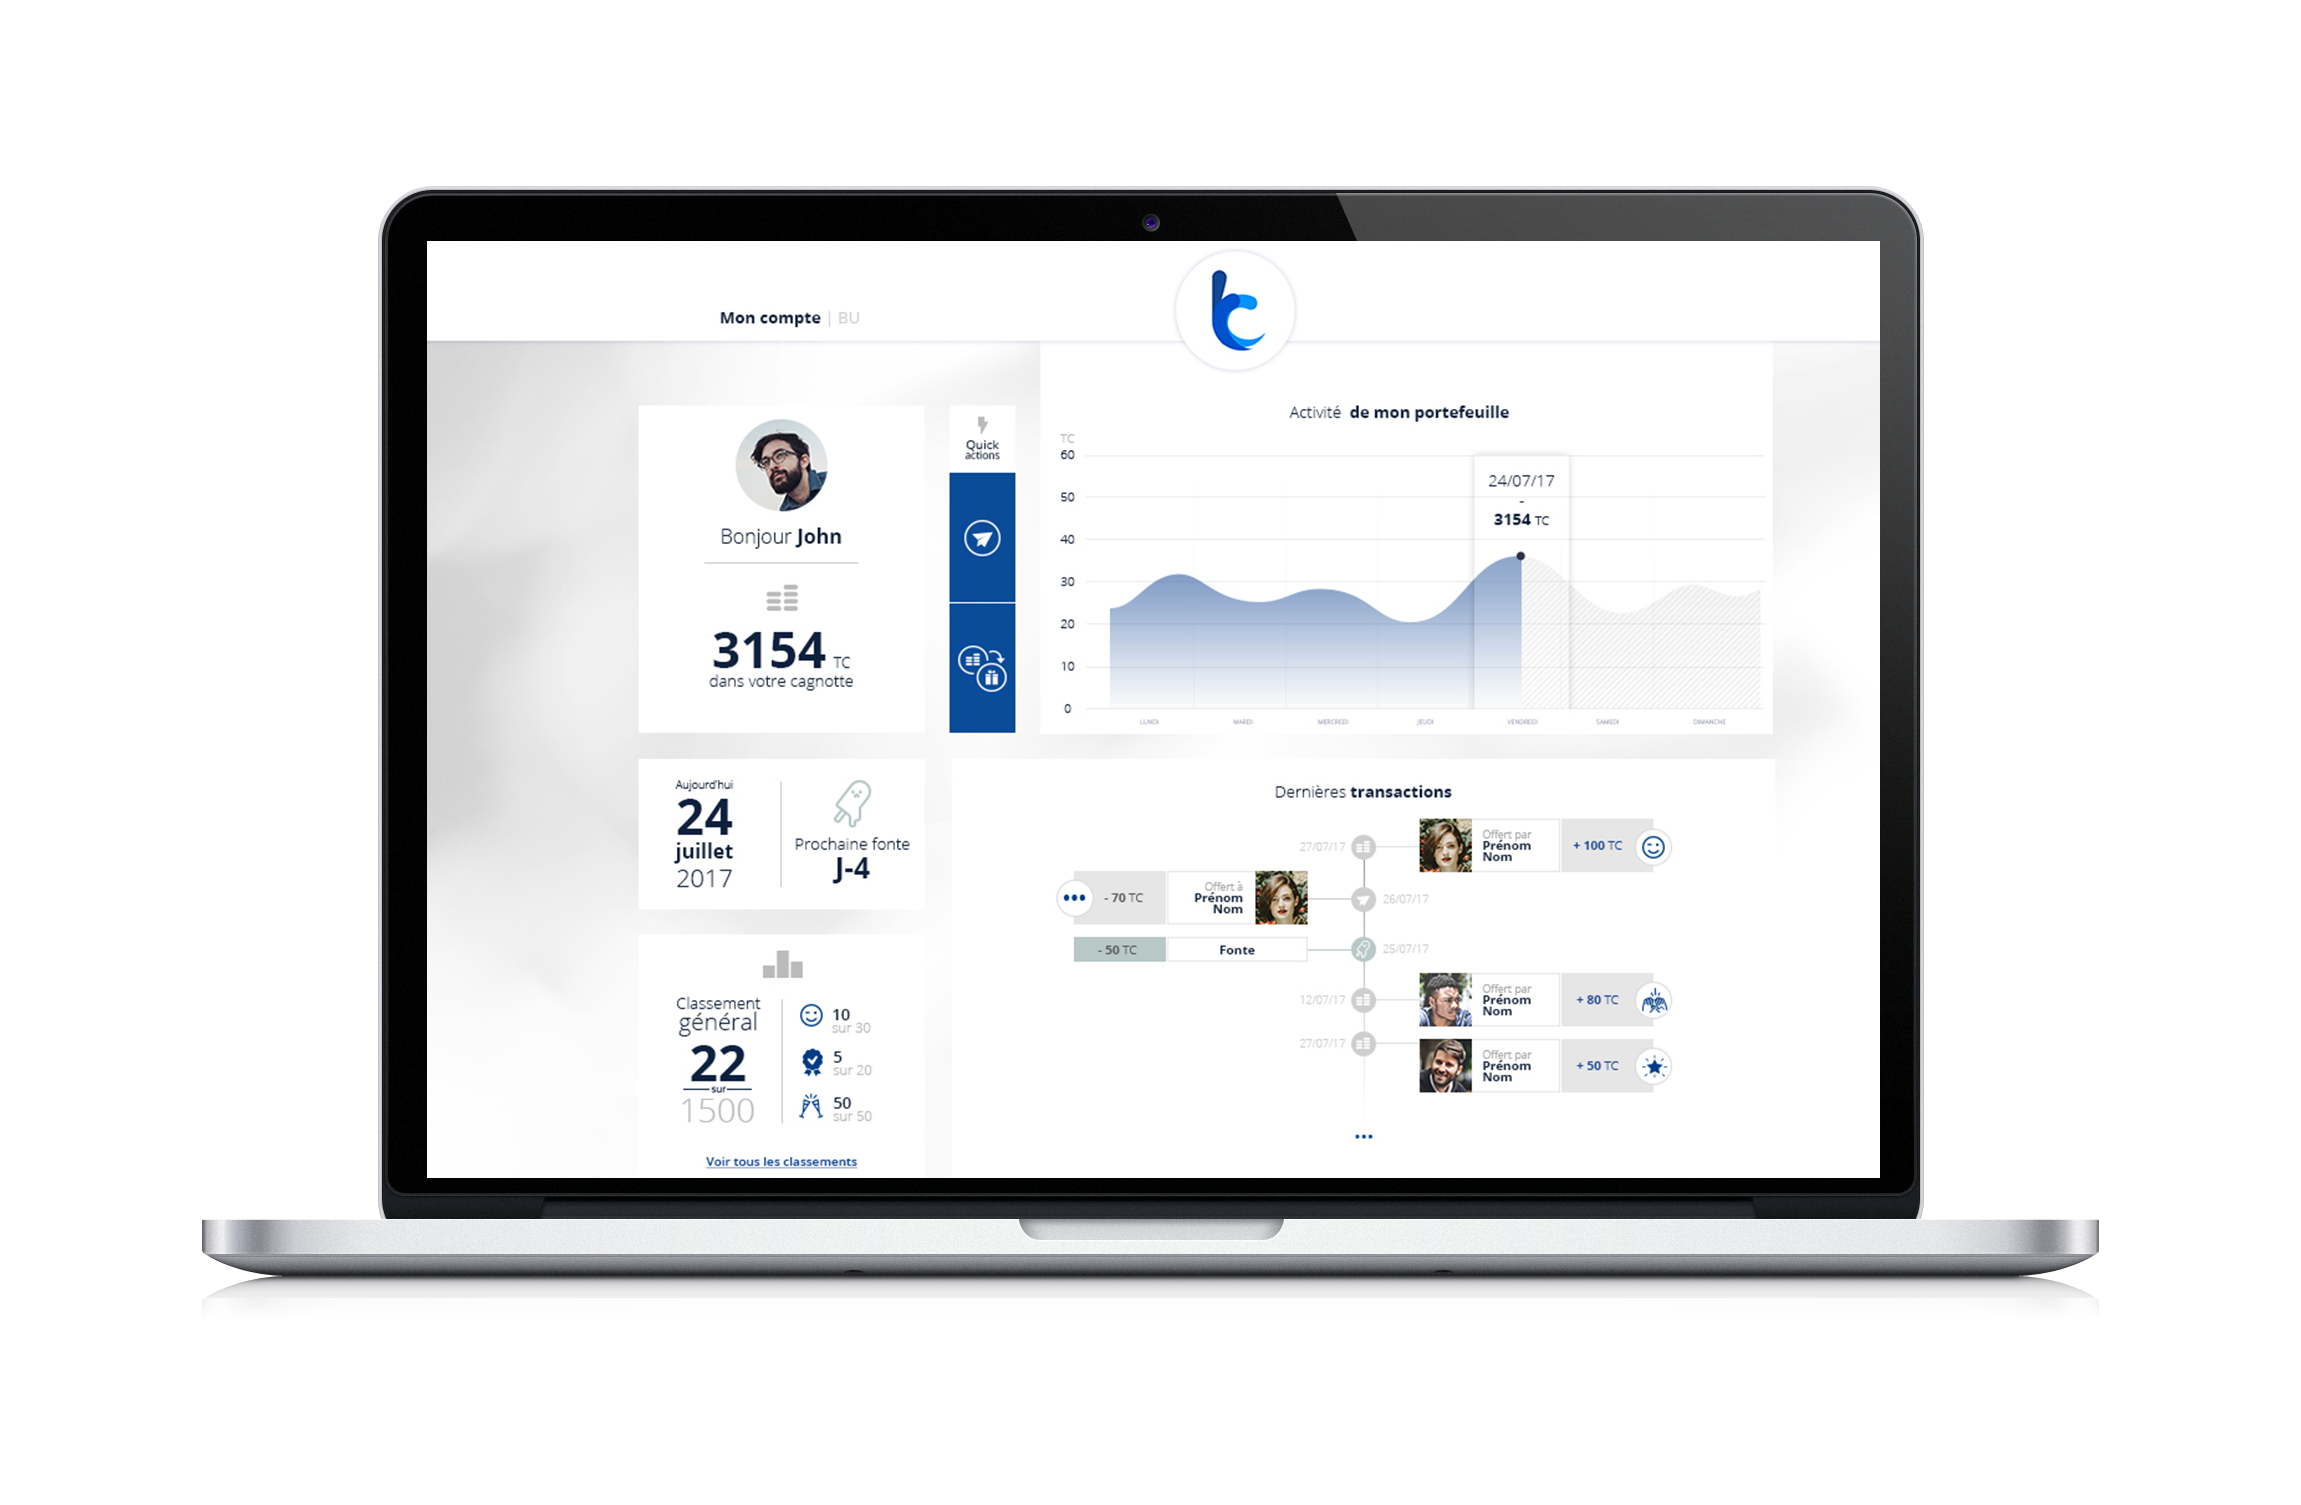 Mon compte | BU
Bonjour John
3154 TC
dans votre cagnotte
Quick
actions
Activité de mon portefeuille
TC
60
50
40
30
20
10
0
24/07/17
-
3154 TC
LUNDI
MARDI
MERCREDI
JEUDI
VENDREDI
SAMEDI
DIMANCHE
Aujourd'hui
24
juillet
2017
Prochaine fonte
J-4
Classement
général
22
sur
1500
10
sur 30
5
sur 20
50
sur 50
Voir tous les classements
Dernières transactions
27/07/17
Offert par
Prénom
Nom
+ 100 TC
- 70 TC
Offert à
Prénom
Nom
26/07/17
- 50 TC
Fonte
25/07/17
12/07/17
Offert par
Prénom
Nom
+ 80 TC
27/07/17
Offert par
Prénom
Nom
+ 50 TC